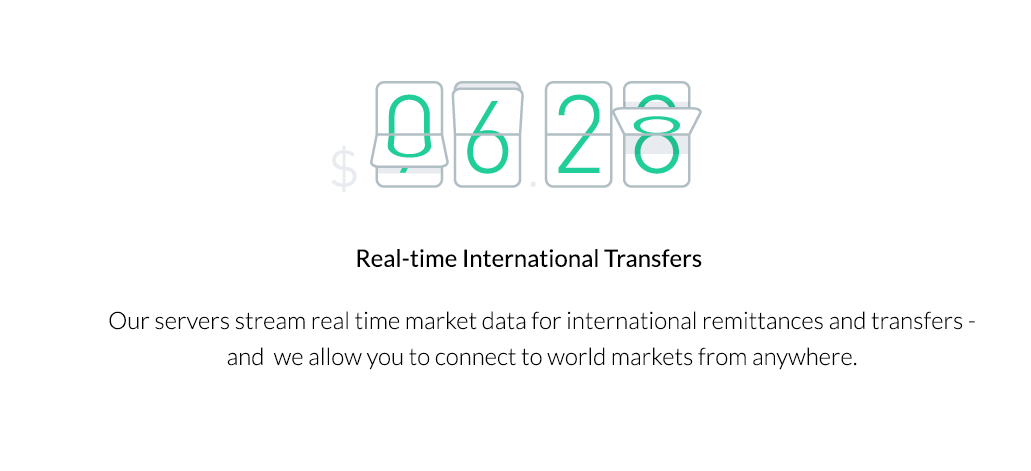 $ 06.28
Real-time International Transfers
Our servers stream real time market data for international remittances and transfers -
and  we allow you to connect to world markets from anywhere.